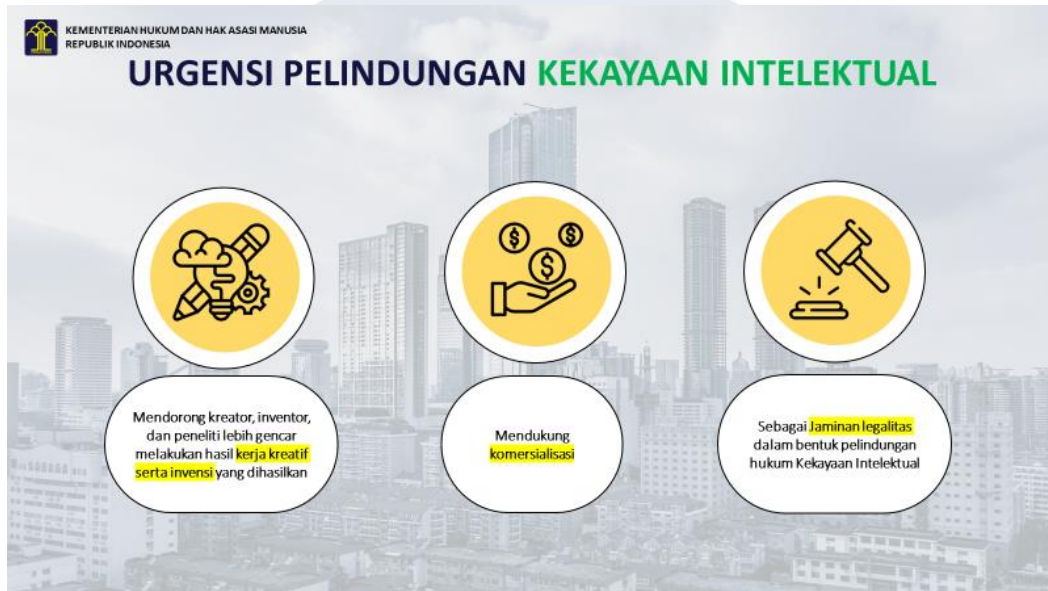 KEMENTERIAN HUKUM DAN HAK ASASI MANUSIA
REPUBLIK INDONESIA
URGENSI PELINDUNGAN KEKAYAAN INTELEKTUAL
Mendorong kreator, inventor,
dan peneliti lebih gencar
melakukan hasil kerja kreatif
serta invensi yang dihasilkan
Mendukung
komersialisasi
Sebagai Jaminan legalitas
dalam bentuk pelindungan
hukum Kekayaan Intelektual